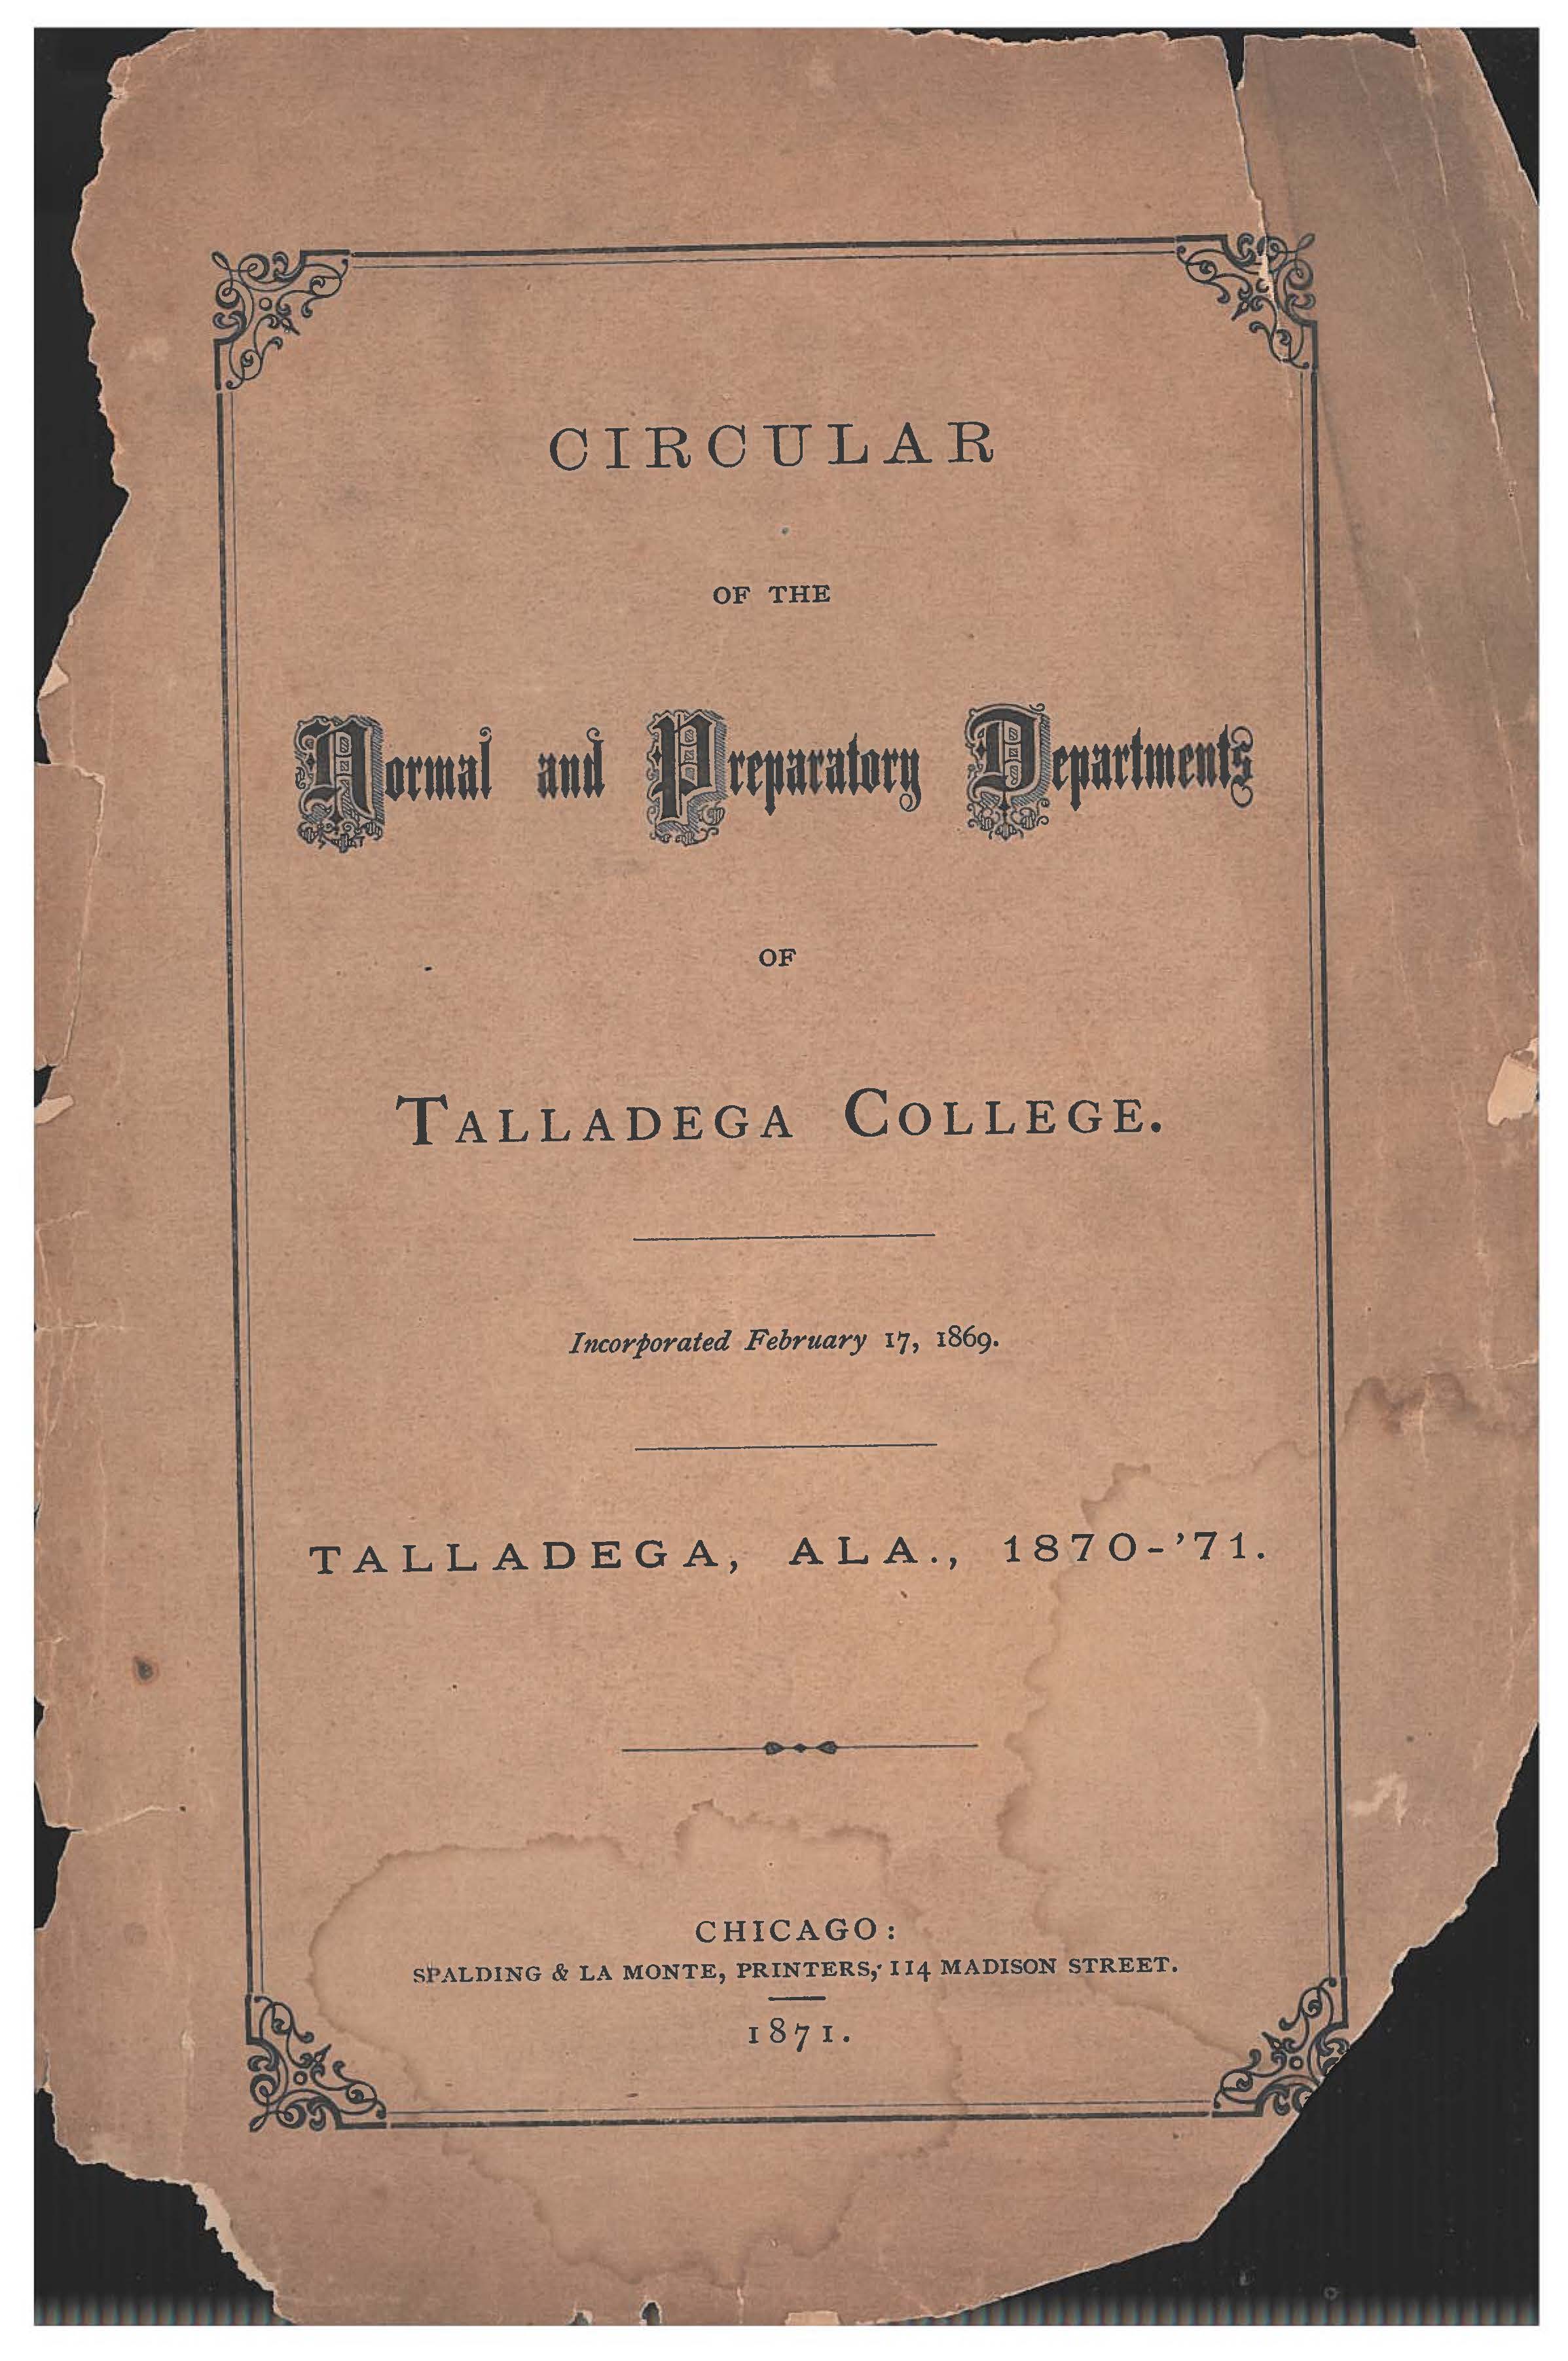 CIRCULAR
OF THE
Normal and Preparatory Departments
OF
TALLADEGA COLLEGE.
Incorporated February 17, 1869.
TALLADEGA, ALA., 1870-'71.
CHICAGO:
SPALDING & LA MONTE, PRINTERS, 114 MADISON STREET.
1871.